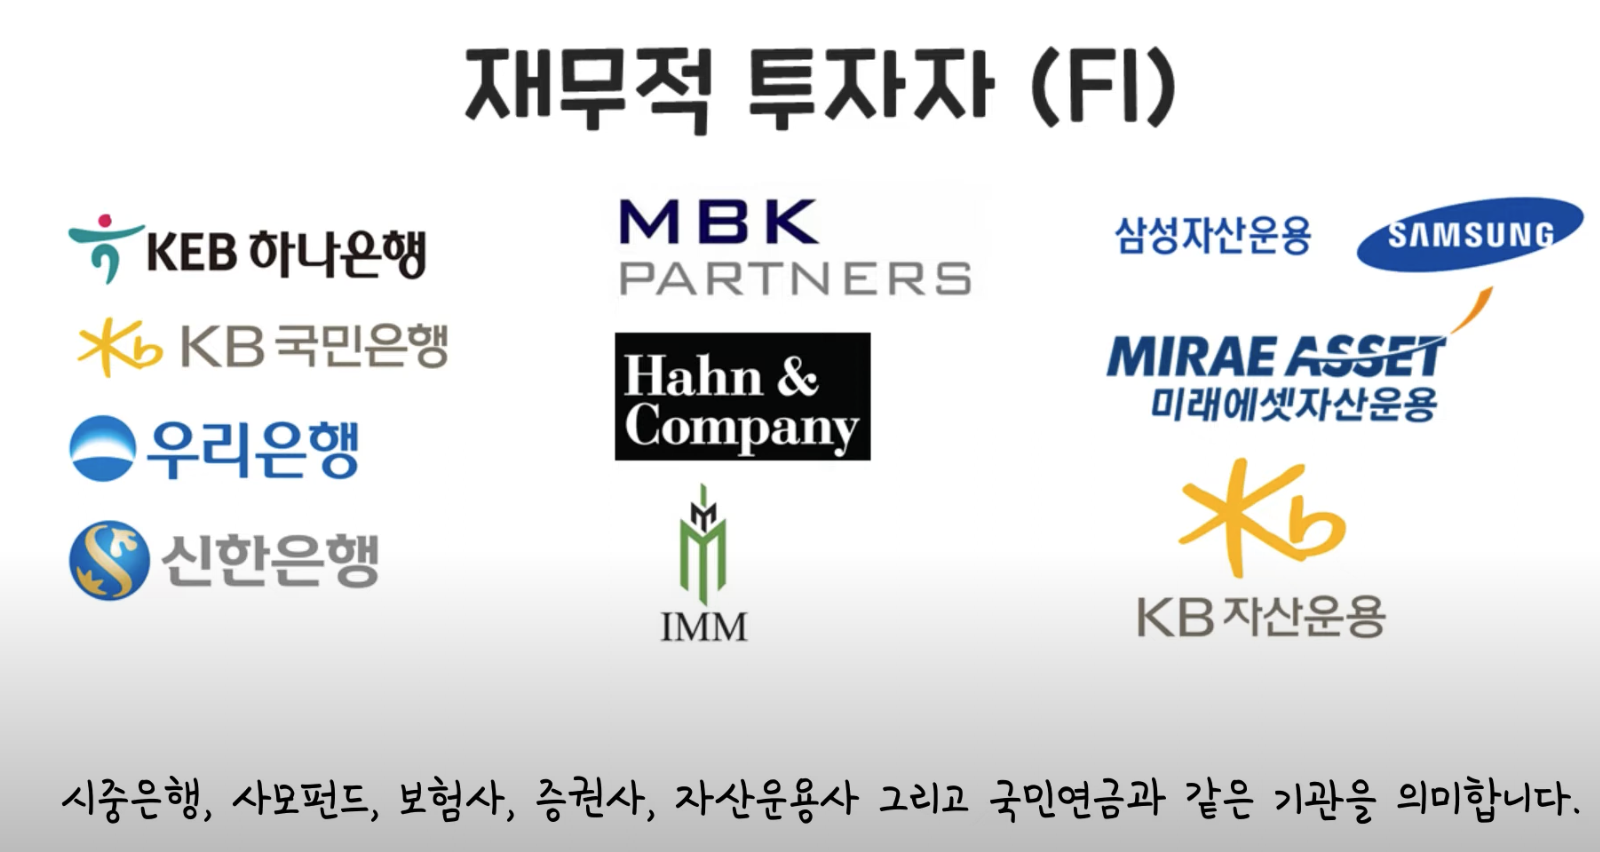 재무적 투자자 (FI)
KEB 하나은행
KB 국민은행
우리은행
신한은행
MBK
PARTNERS
Hahn &
Company
IMM
삼성자산운용 SAMSUNG
MIRAE ASSET
미래에셋자산운용
KB 자산운용
시중은행, 사모펀드, 보험사, 증권사, 자산운용사 그리고 국민연금과 같은 기관을 의미합니다.